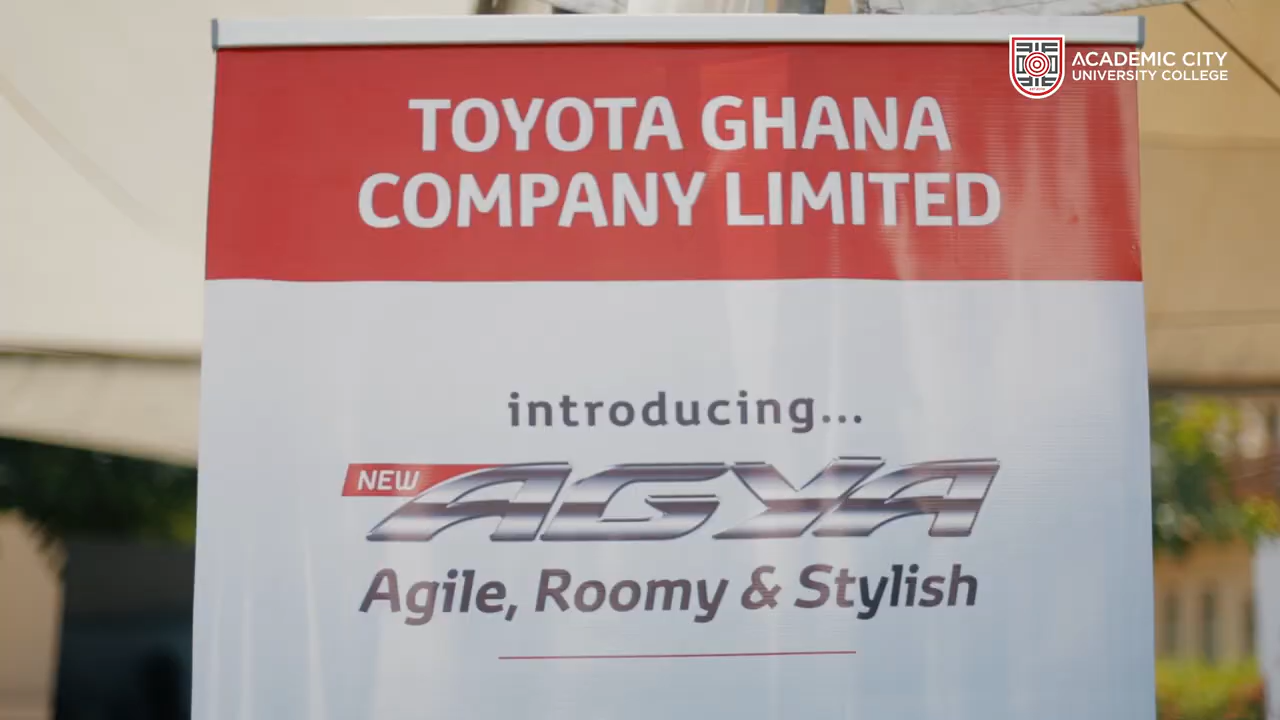 ACADEMIC CITY
UNIVERSITY COLLEGE
TOYOTA GHANA
COMPANY LIMITED
introducing...
NEW AGYA
Agile, Roomy & Stylish